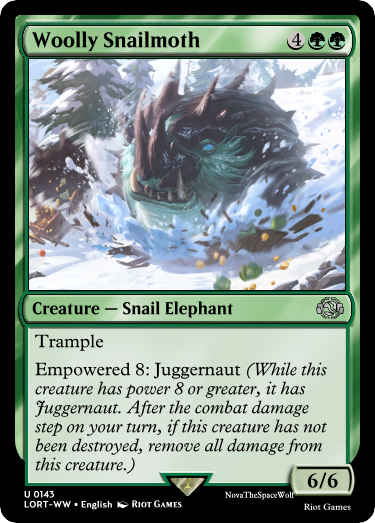 Woolly Snailmoth 4
Creature — Snail Elephant
Trample
Empowered 8: Juggernaut (While this
creature has power 8 or greater, it has
Juggernaut. After the combat damage
step on your turn, if this creature has not
been destroyed, remove all damage from
this creature.)
6/6
U 0143
LORT-WW • English Riot Games
NovaTheSpaceWolf
Riot Games